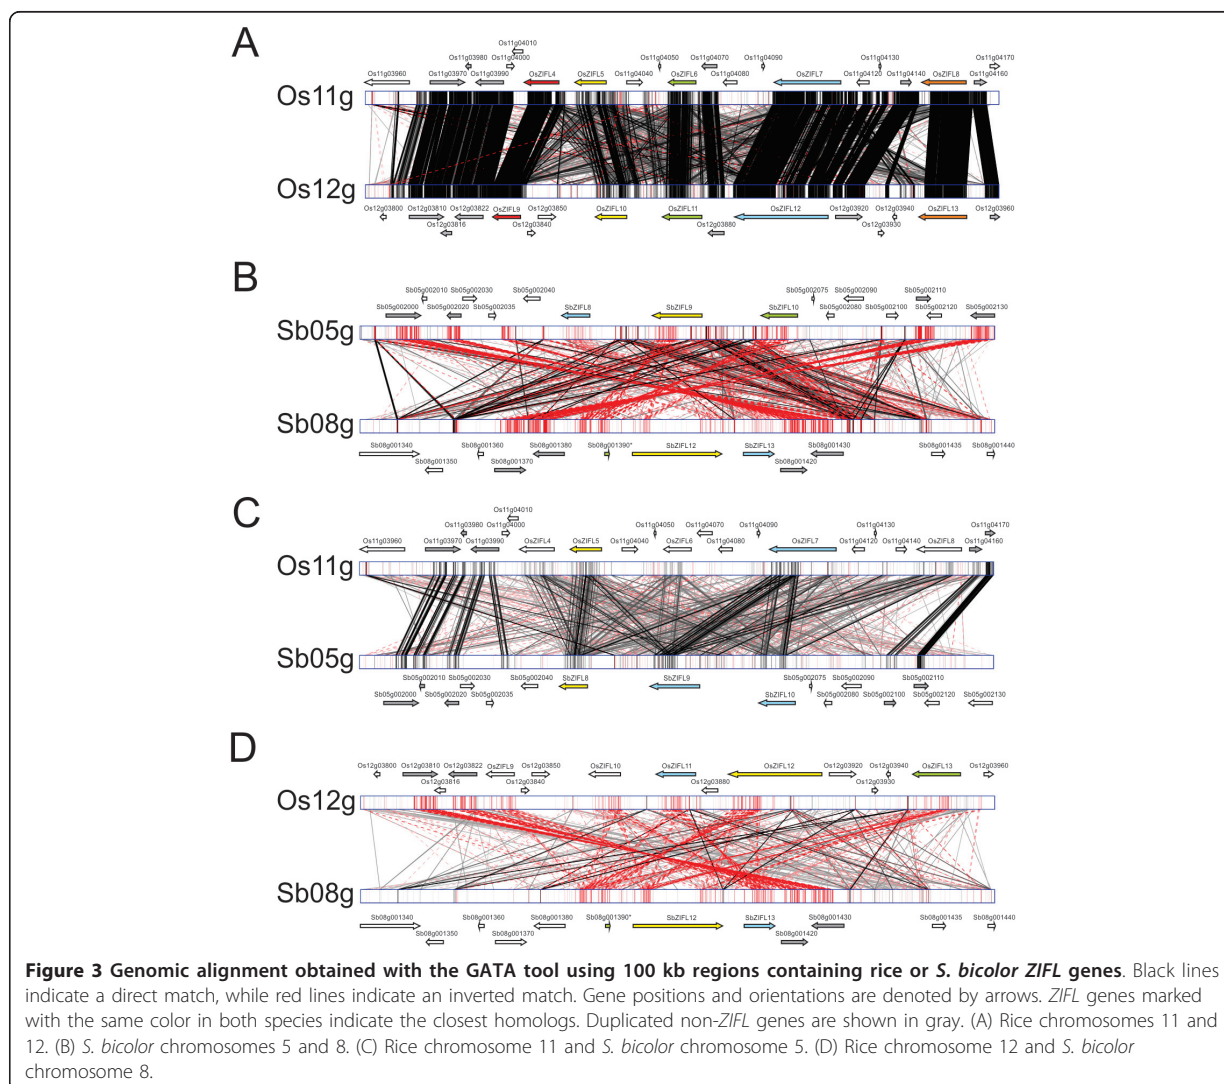 A
Os11g04010
Os11g03980 Os11g04000 Os11g04050 Os11g04070 Os11g04090 Os11g04130 Os11g04170
Os11g03960 Os11g03970 Os11g03990 OsZIFL4 OsZIFL5 Os11g04040 OsZIFL6 Os11g04080 OsZIFL7 Os11g04120 Os11g04140 OsZIFL8 Os11g04160
Os11g
Os12g
Os12g03800 Os12g03810 Os12g03822 OsZIFL9 Os12g03850 OsZIFL10 OsZIFL11 OsZIFL12 Os12g03920 Os12g03940 OsZIFL13 Os12g03960
Os12g03816 Os12g03840 Os12g03880 Os12g03930
B
Sb05g002010 Sb05g002030 Sb05g002040 Sb05g002075 Sb05g002090 Sb05g002110
Sb05g002000 Sb05g002020 Sb05g002035 SbZIFL8 SbZIFL9 SbZIFL10 Sb05g002080 Sb05g002100 Sb05g002120 Sb05g002130
Sb05g
Sb08g
Sb08g001340 Sb08g001360 Sb08g001380 Sb08g001390* SbZIFL12 SbZIFL13 Sb08g001430 Sb08g001435 Sb08g001440
Sb08g001350 Sb08g001370 Sb08g001420
C
Os11g04010
Os11g03980 Os11g04000 Os11g04050 Os11g04070 Os11g04090 Os11g04130 Os11g04170
Os11g03960 Os11g03970 Os11g03990 OsZIFL4 OsZIFL5 Os11g04040 OsZIFL6 Os11g04080 OsZIFL7 Os11g04120 Os11g04140 OsZIFL8 Os11g04160
Os11g
Sb05g
Sb05g002010 Sb05g002030 Sb05g002040 SbZIFL8 SbZIFL9 Sb05g002075 Sb05g002090 Sb05g002110
Sb05g002000 Sb05g002020 Sb05g002035 SbZIFL10 Sb05g002080 Sb05g002100 Sb05g002120 Sb05g002130
D
Os12g03800 Os12g03810 Os12g03822 OsZIFL9 Os12g03850 OsZIFL10 OsZIFL11 OsZIFL12 Os12g03920 Os12g03940 OsZIFL13 Os12g03960
Os12g03816 Os12g03840 Os12g03880 Os12g03930
Os12g
Sb08g
Sb08g001340 Sb08g001360 Sb08g001380 Sb08g001390* SbZIFL12 SbZIFL13 Sb08g001430 Sb08g001435 Sb08g001440
Sb08g001350 Sb08g001370 Sb08g001420
Figure 3 Genomic alignment obtained with the GATA tool using 100 kb regions containing rice or S. bicolor ZIFL genes. Black lines
indicate a direct match, while red lines indicate an inverted match. Gene positions and orientations are denoted by arrows. ZIFL genes marked
with the same color in both species indicate the closest homologs. Duplicated non-ZIFL genes are shown in gray. (A) Rice chromosomes 11 and
12. (B) S. bicolor chromosomes 5 and 8. (C) Rice chromosome 11 and S. bicolor chromosome 5. (D) Rice chromosome 12 and S. bicolor
chromosome 8.